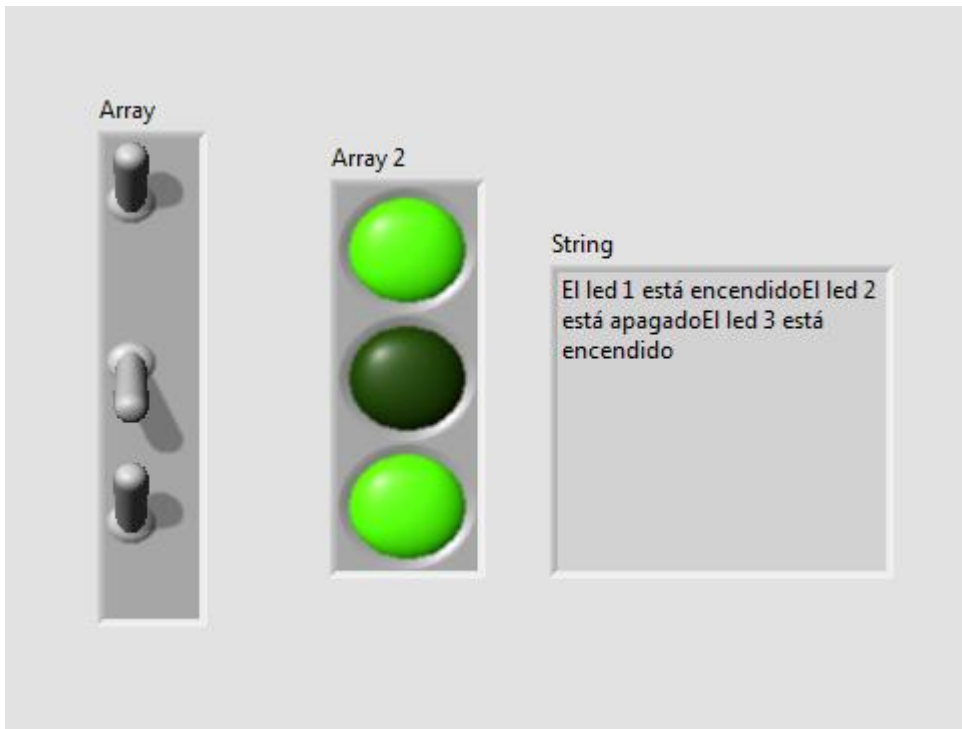 Array
Array 2
String
El led 1 está encendidoEl led 2
está apagadoEl led 3 está
encendido